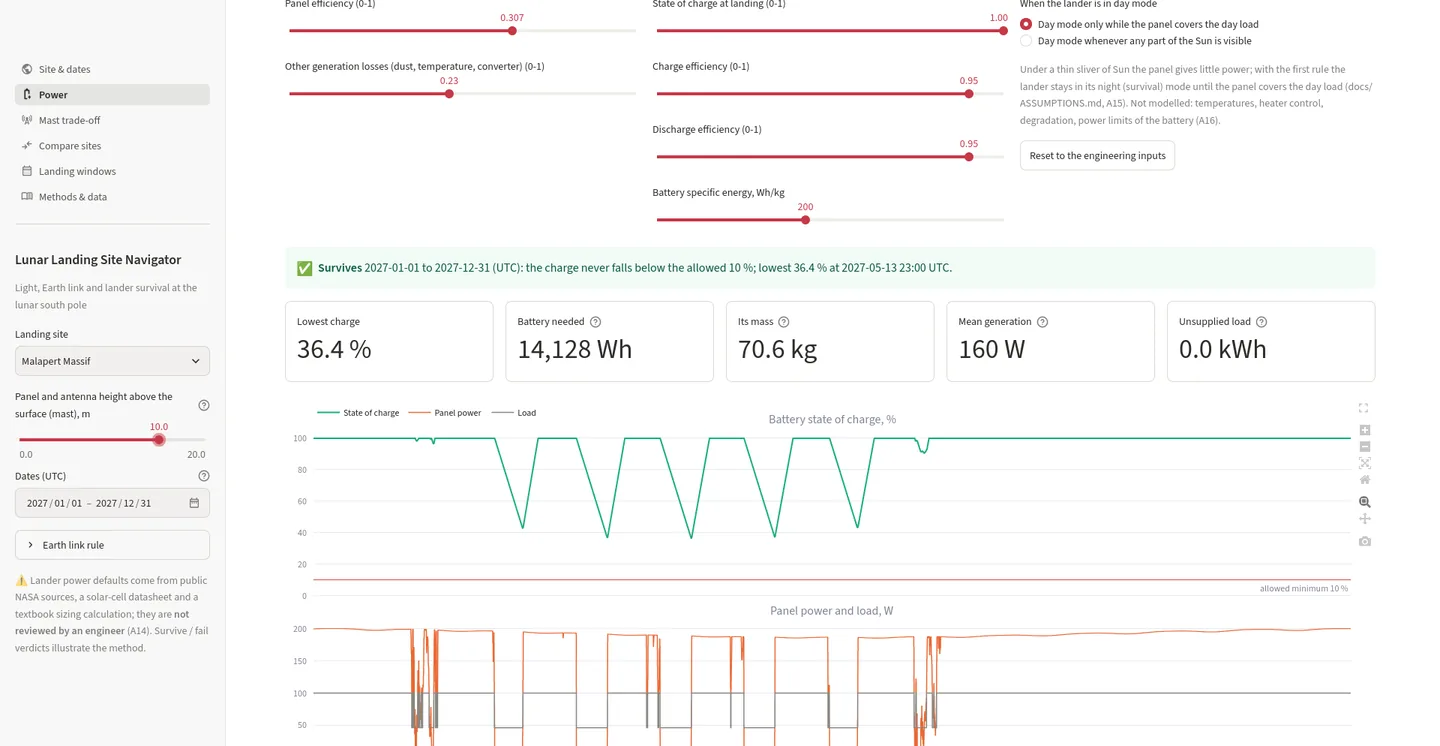 Site & dates
Power
Mast trade-off
Compare sites
Landing windows
Methods & data
Lunar Landing Site Navigator
Light, Earth link and lander survival at the
lunar south pole
Landing site
Malapert Massif
Panel and antenna height above the
surface (mast), m
10.0
0.0
20.0
Dates (UTC)
2027/01/01 – 2027/12/31
Earth link rule
⚠️ Lander power defaults come from public
NASA sources, a solar-cell datasheet and a
textbook sizing calculation; they are not
reviewed by an engineer (A14). Survive / fail
verdicts illustrate the method.
Panel efficiency (0-1)
0.307
Other generation losses (dust, temperature, converter) (0-1)
0.23
State of charge at landing (0-1)
1.00
Charge efficiency (0-1)
0.95
Discharge efficiency (0-1)
0.95
Battery specific energy, Wh/kg
200
When the lander is in day mode
Day mode only while the panel covers the day load
Day mode whenever any part of the Sun is visible
Under a thin sliver of Sun the panel gives little power; with the first rule the
lander stays in its night (survival) mode until the panel covers the day load (docs/
ASSUMPTIONS.md, A15). Not modelled: temperatures, heater control,
degradation, power limits of the battery (A16).
Reset to the engineering inputs
✅ Survives 2027-01-01 to 2027-12-31 (UTC): the charge never falls below the allowed 10 %; lowest 36.4 % at 2027-05-13 23:00 UTC.
Lowest charge
36.4 %
Battery needed
14,128 Wh
Its mass
70.6 kg
Mean generation
160 W
Unsupplied load
0.0 kWh
State of charge
Panel power
Load
Battery state of charge, %
100
80
60
40
20
0
allowed minimum 10 %
Panel power and load, W
200
150
100
50